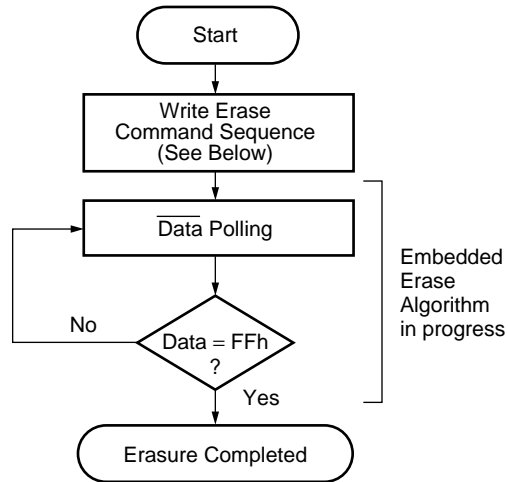 Start
Write Erase
Command Sequence
(See Below)
Data Polling
Embedded
Erase
Algorithm
in progress
No
Data = FFh
?
Yes
Erasure Completed